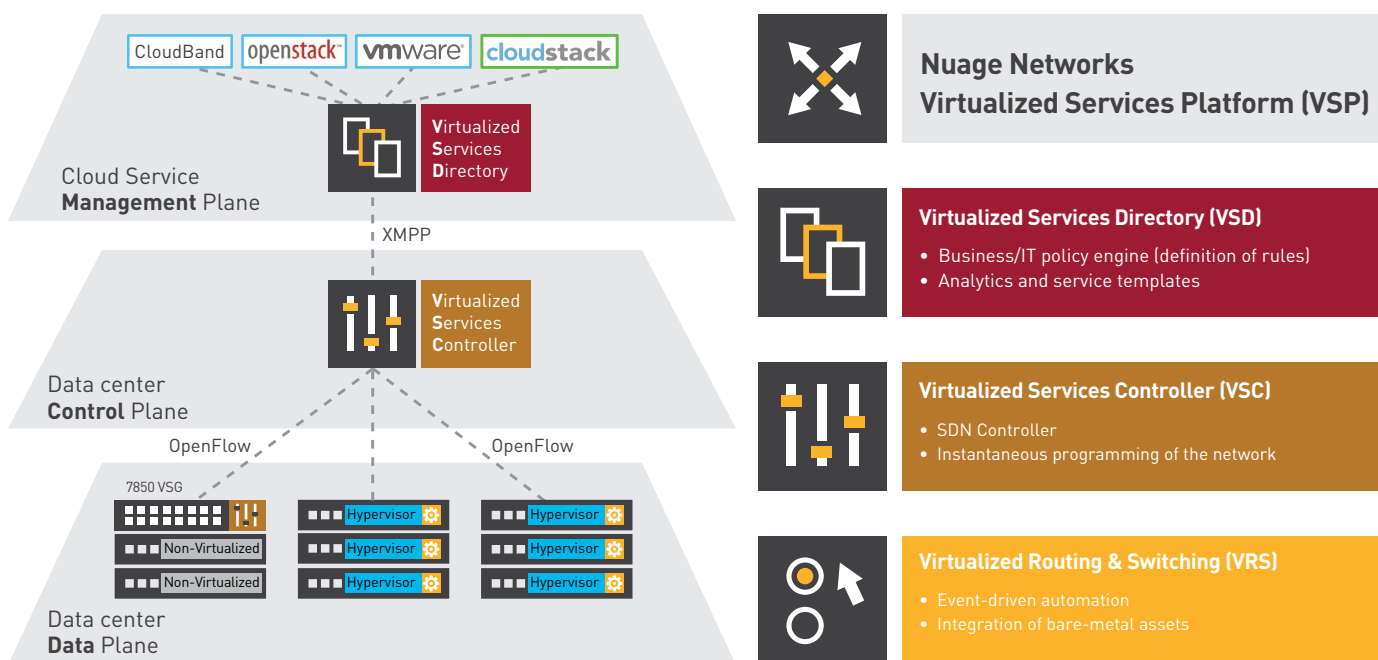 CloudBand
openstack™
vmware®
cloudstack
Virtualized
Services
Directory
Cloud Service
Management Plane
XMPP
Virtualized
Services
Controller
Data center
Control Plane
OpenFlow
OpenFlow
7850 VSG
Non-Virtualized
Non-Virtualized
Hypervisor
Hypervisor
Hypervisor
Hypervisor
Hypervisor
Hypervisor
Data center
Data Plane
Nuage Networks
Virtualized Services Platform (VSP)
Virtualized Services Directory (VSD)
• Business/IT policy engine (definition of rules)
• Analytics and service templates
Virtualized Services Controller (VSC)
• SDN Controller
• Instantaneous programming of the network
Virtualized Routing & Switching (VRS)
• Event-driven automation
• Integration of bare-metal assets